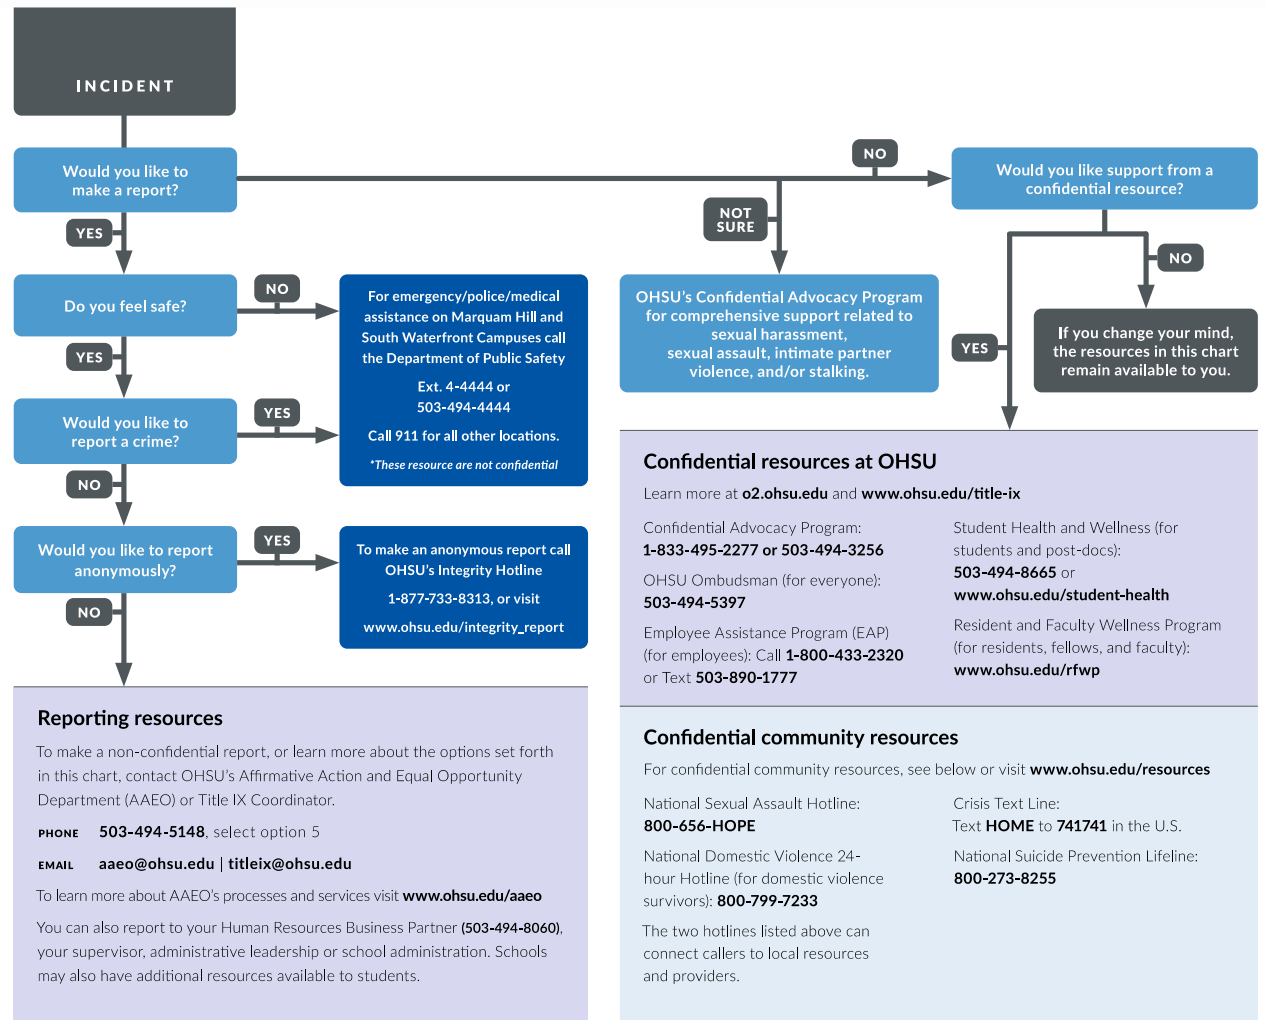 INCIDENT
Would you like to
make a report?
NO
Would you like support from a
confidential resource?
YES
NOT
SURE
NO
Do you feel safe?
NO
For emergency/police/medical
assistance on Marquam Hill and
South Waterfront Campuses call
the Department of Public Safety
Ext. 4-4444 or
503-494-4444
Call 911 for all other locations.
*These resource are not confidential
OHSU's Confidential Advocacy Program
for comprehensive support related to
sexual harassment,
sexual assault, intimate partner
violence, and/or stalking.
YES
If you change your mind,
the resources in this chart
remain available to you.
YES
Would you like to
report a crime?
YES
NO
Would you like to report
anonymously?
YES
To make an anonymous report call
OHSU's Integrity Hotline
1-877-733-8313, or visit
www.ohsu.edu/integrity_report
NO
Reporting resources
To make a non-confidential report, or learn more about the options set forth
in this chart, contact OHSU's Affirmative Action and Equal Opportunity
Department (AAEO) or Title IX Coordinator.
PHONE 503-494-5148, select option 5
EMAIL aaeo@ohsu.edu | titleix@ohsu.edu
To learn more about AAEO's processes and services visit www.ohsu.edu/aaeo
You can also report to your Human Resources Business Partner (503-494-8060),
your supervisor, administrative leadership or school administration. Schools
may also have additional resources available to students.
Confidential resources at OHSU
Learn more at o2.ohsu.edu and www.ohsu.edu/title-ix
Confidential Advocacy Program:
1-833-495-2277 or 503-494-3256
OHSU Ombudsman (for everyone):
503-494-5397
Employee Assistance Program (EAP)
(for employees): Call 1-800-433-2320
or Text 503-890-1777
Student Health and Wellness (for
students and post-docs):
503-494-8665 or
www.ohsu.edu/student-health
Resident and Faculty Wellness Program
(for residents, fellows, and faculty):
www.ohsu.edu/rfwp
Confidential community resources
For confidential community resources, see below or visit www.ohsu.edu/resources
National Sexual Assault Hotline:
800-656-HOPE
National Domestic Violence 24-
hour Hotline (for domestic violence
survivors): 800-799-7233
The two hotlines listed above can
connect callers to local resources
and providers.
Crisis Text Line:
Text HOME to 741741 in the U.S.
National Suicide Prevention Lifeline:
800-273-8255